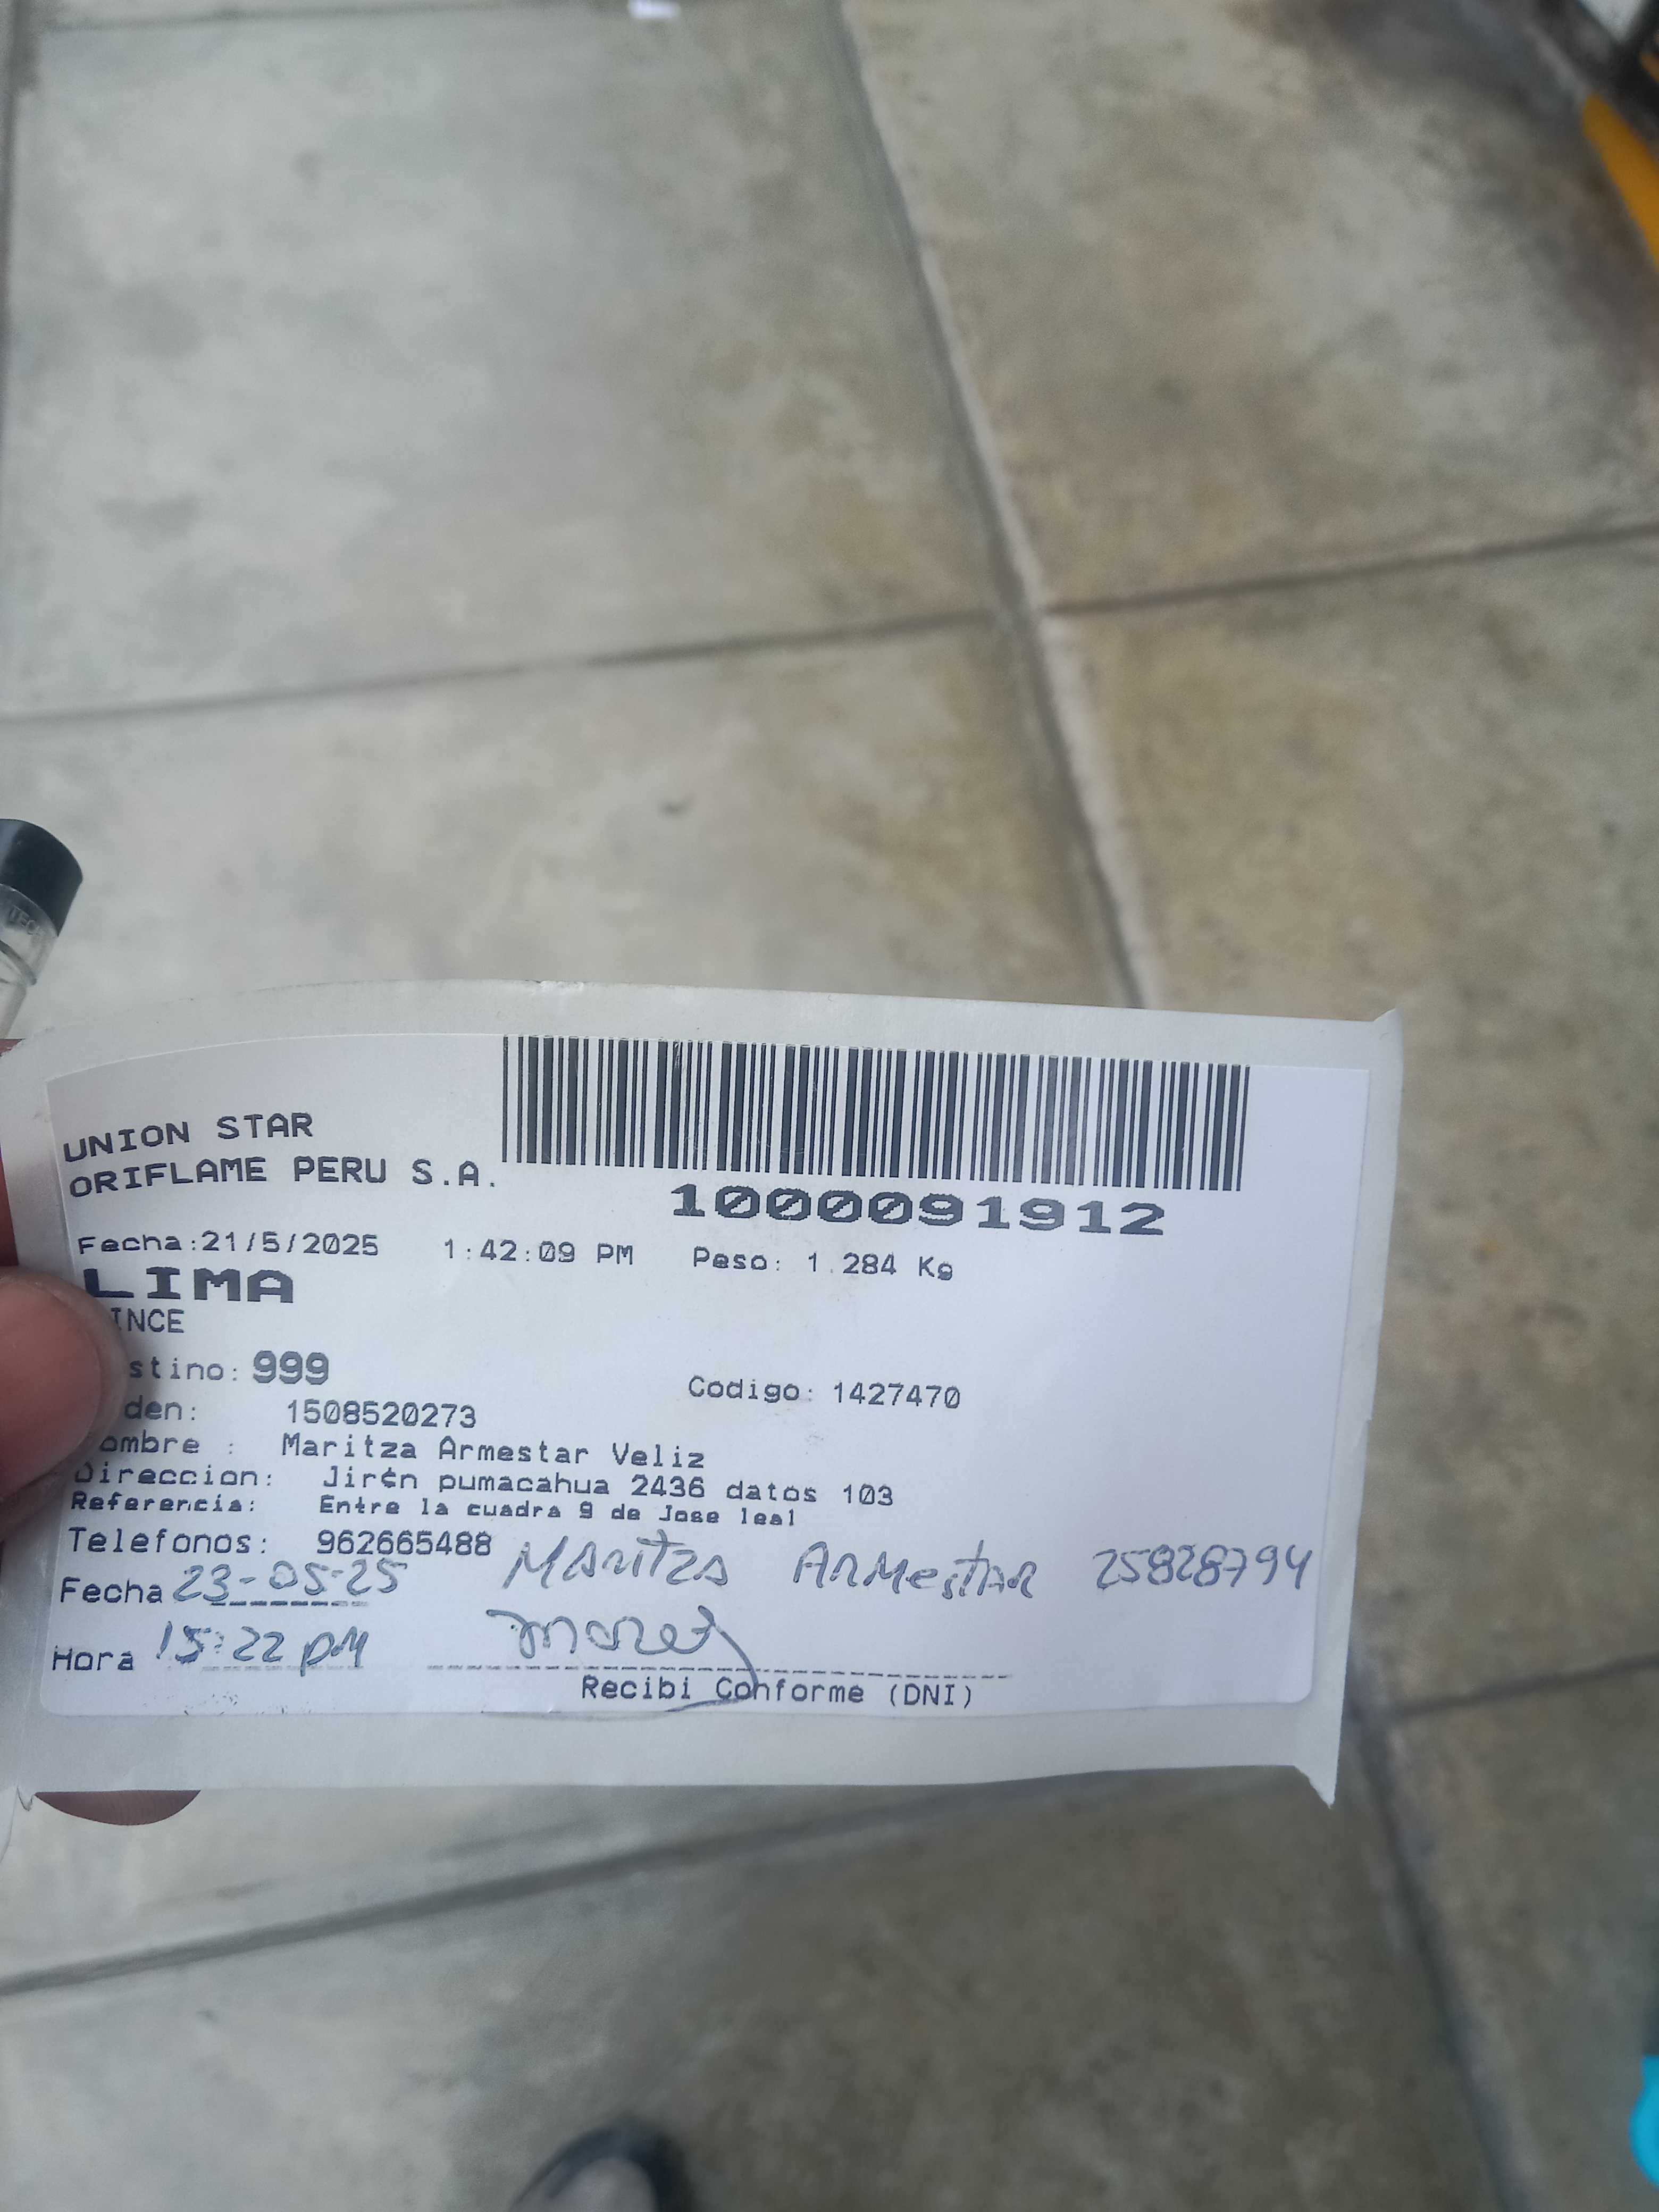 UNION STAR
ORIFLAME PERU S.A.
1000091912
Fecha:21/5/2025 1:42:09 PM Peso: 1.284 Kg
LIMA
INCE
stino: 999
Codigo: 1427470
den: 1508520273
ombre : Maritza Armestar Veliz
Direccion: Jirón pumacahua 2436 datos 103
Referencia: Entre la cuadra 9 de Jose leal
Telefonos: 962665488
Maritza Armestar 25828794
Fecha 23-05-25
Hora 15:22 pM
Recibi Conforme (DNI)